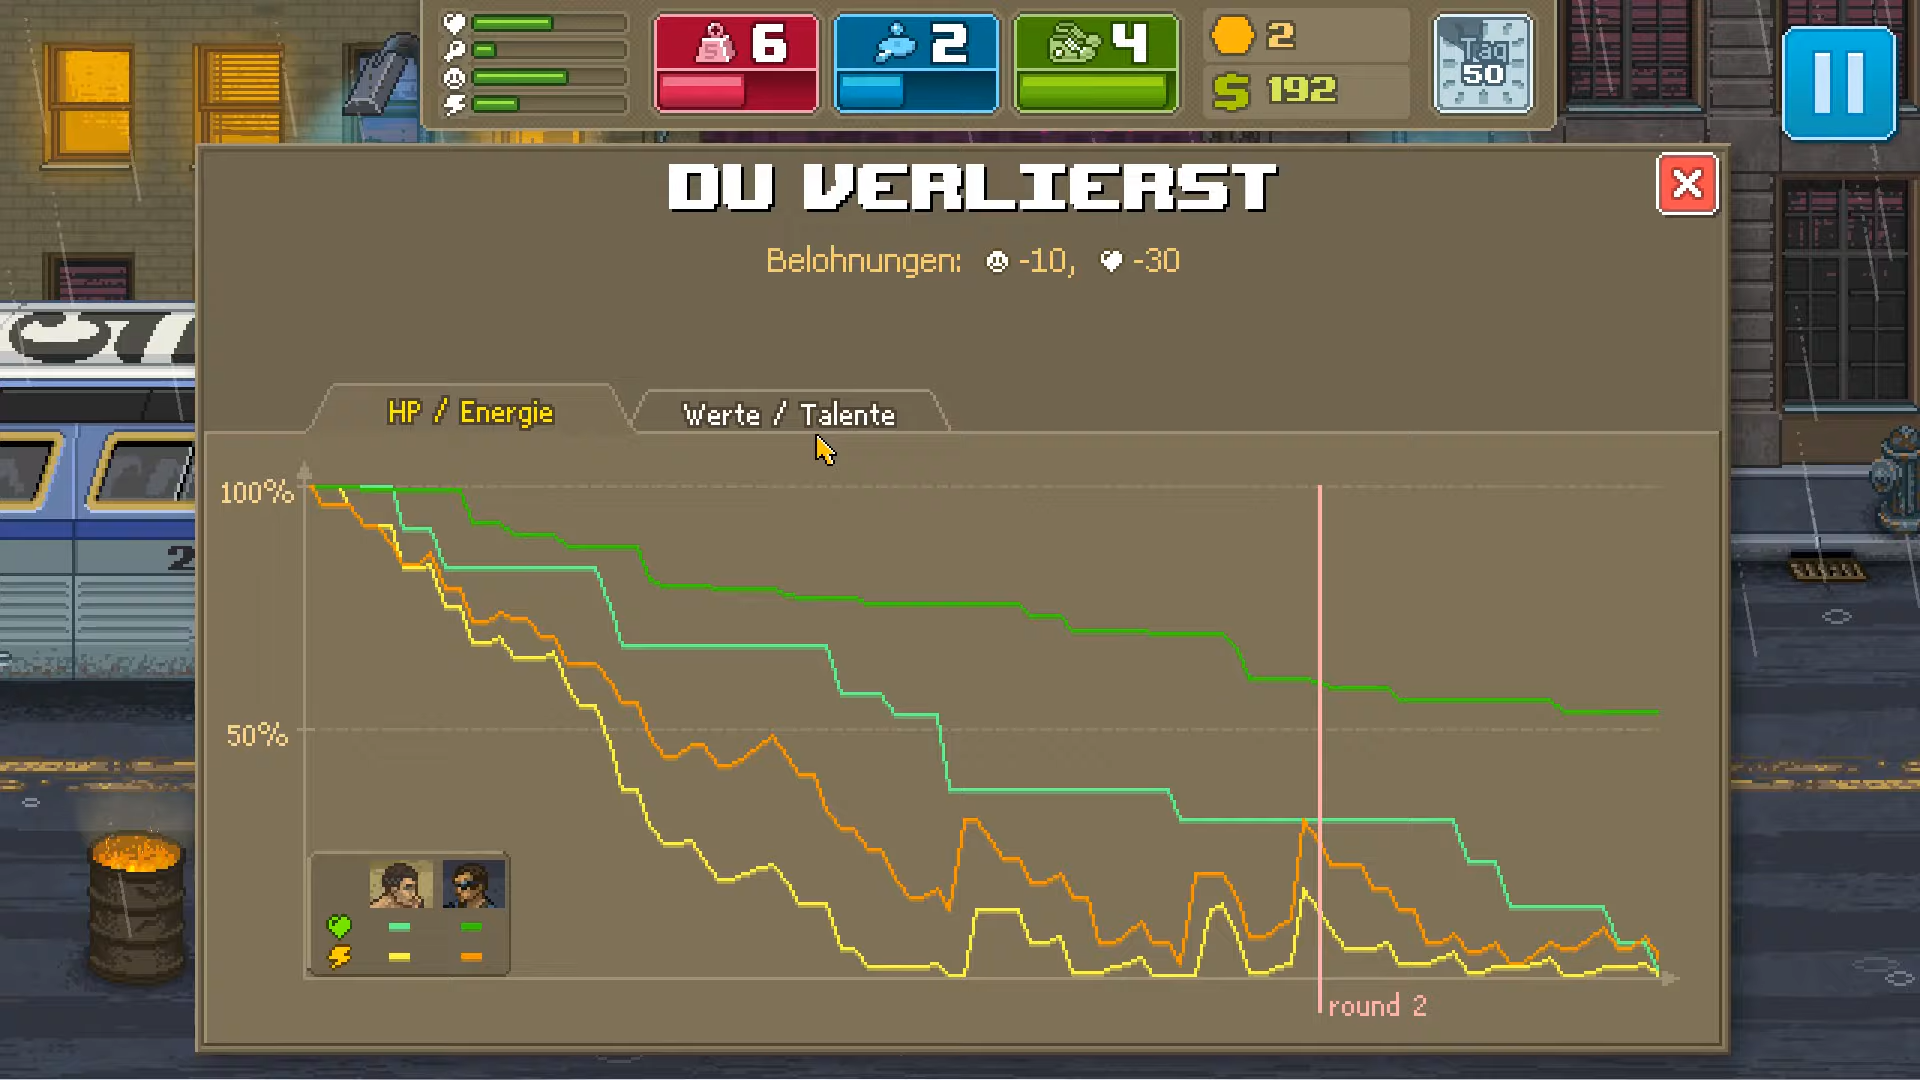 6
2
4
2
192
Tag
50
DU VERLIERST
Belohnungen: -10, -30
HP / Energie
Werte / Talente
100%
50%
round 2
2